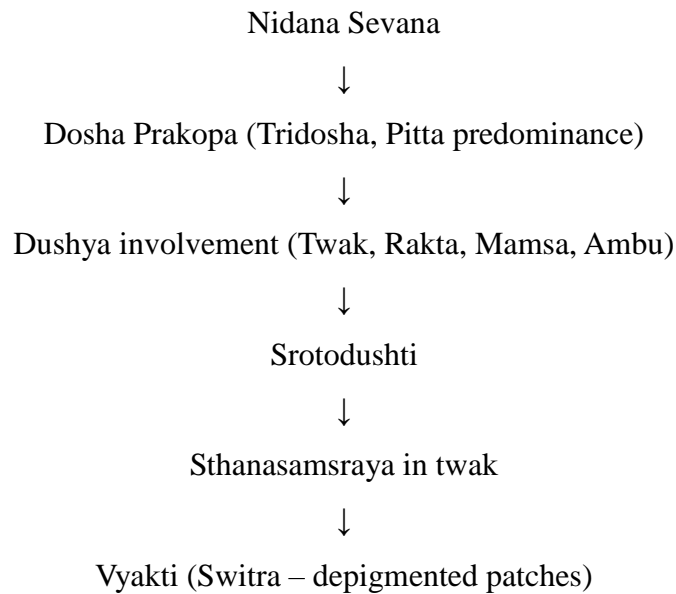 Nidana Sevana
↓
Dosha Prakopa (Tridosha, Pitta predominance)
↓
Dushya involvement (Twak, Rakta, Mamsa, Ambu)
↓
Srotodushti
↓
Sthanasamsraya in twak
↓
Vyakti (Switra – depigmented patches)